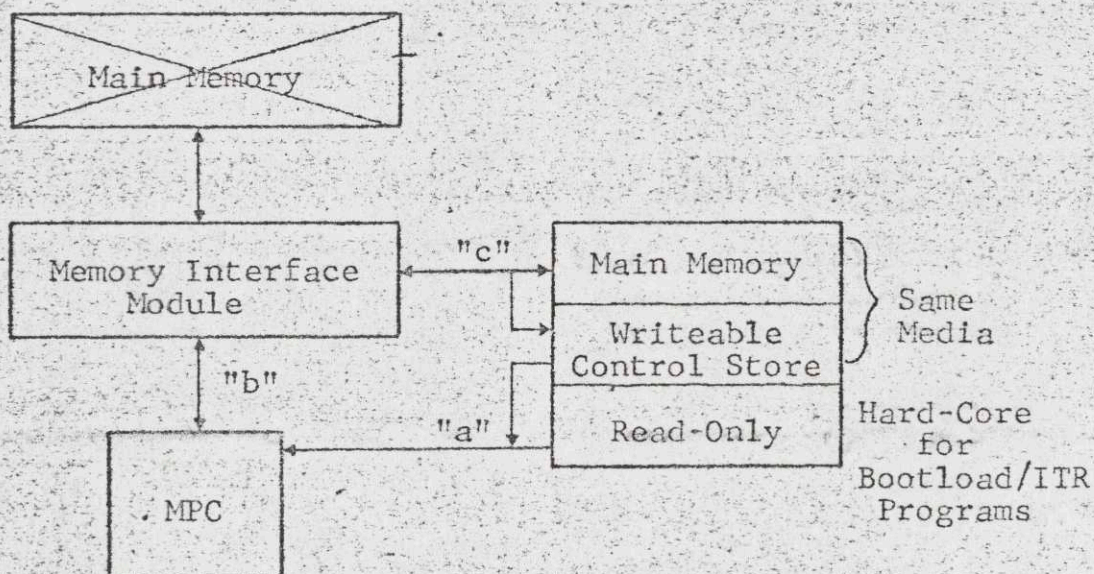 Main Memory
"c"
Memory Interface
Module
Main Memory
Writeable
Control Store
Same
Media
"b"
"a"
Read-Only
Hard-Core
for
Bootload/ITR
Programs
MPC